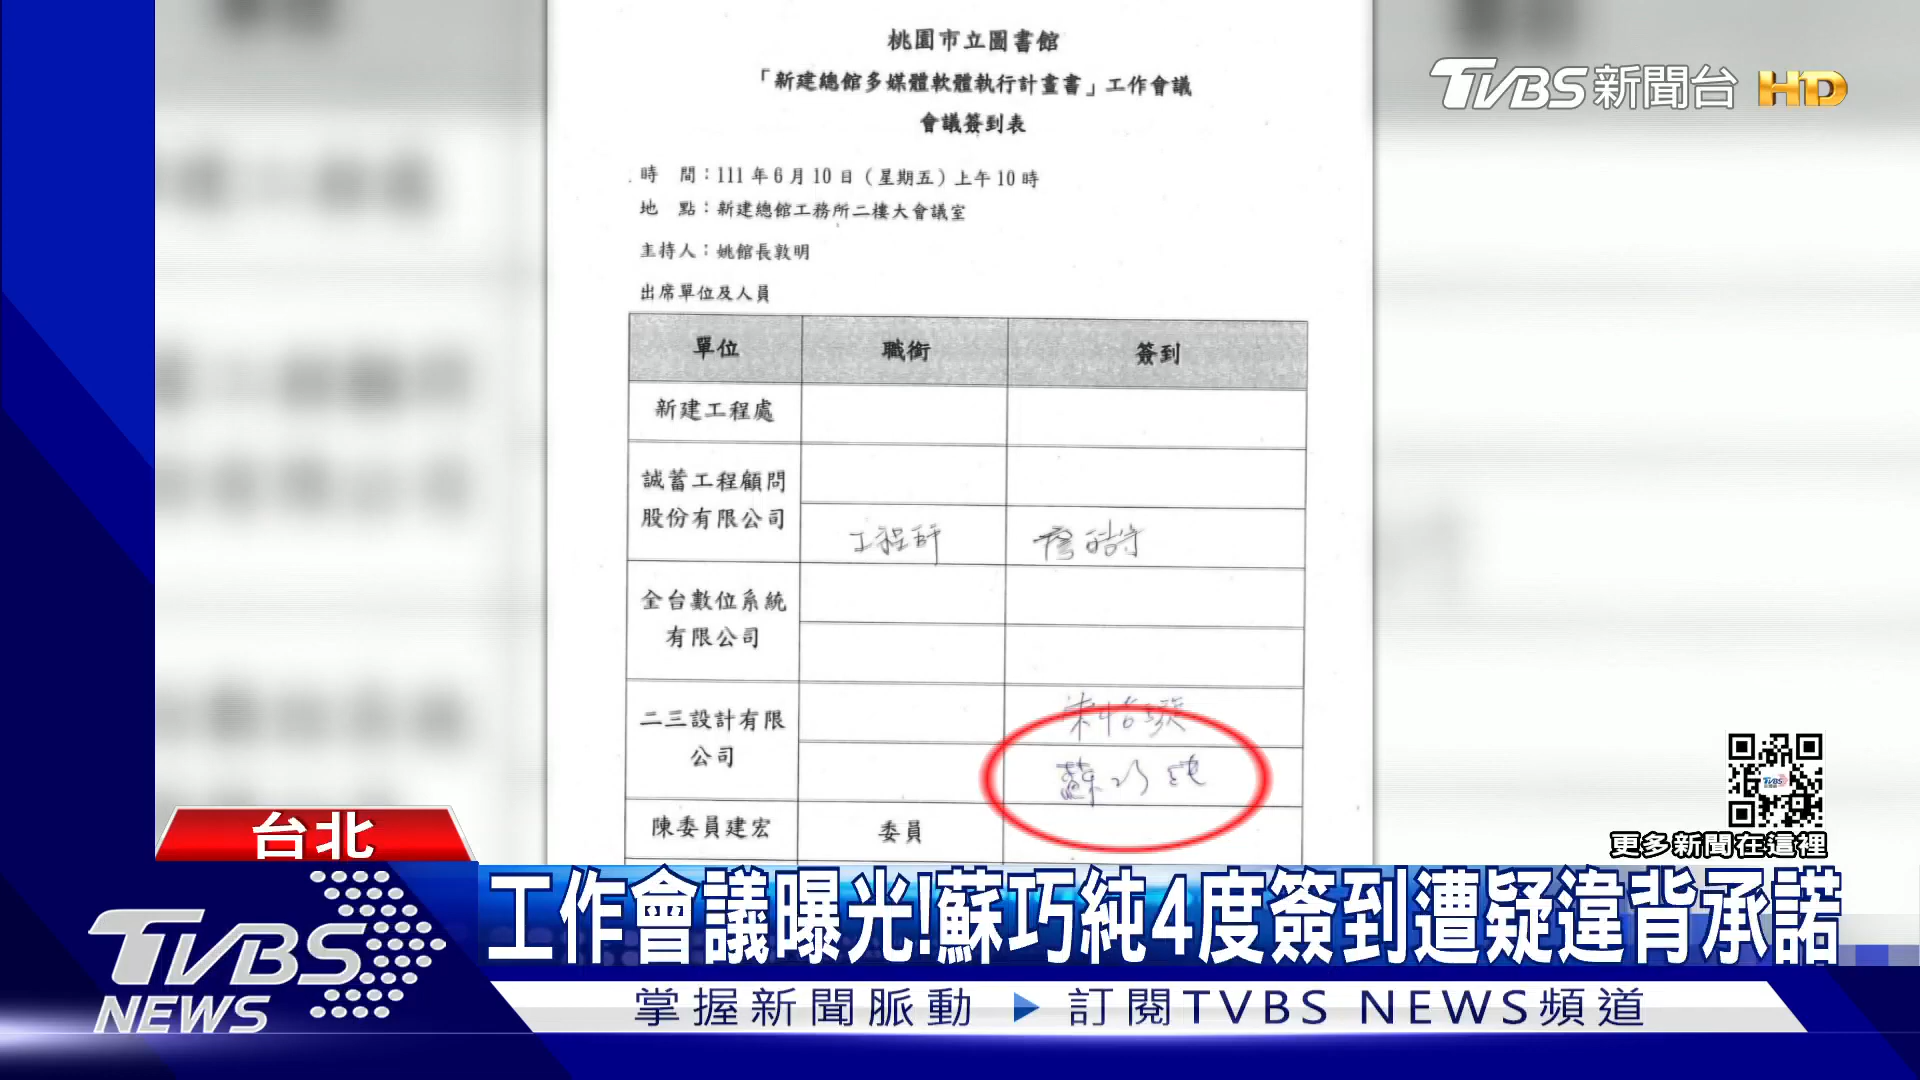 桃園市立圖書館
「新建總館多媒體軟體執行計畫書」工作會議
會議簽到表
時 間：111 年 6 月 10 日（星期五）上午 10 時
地 點：新建總館工務所二樓大會議室
主持人：姚館長敦明
出席單位及人員
單位 職銜 簽到
新建工程處
誠蓄工程顧問
股份有限公司
工程師
全台數位系統
有限公司
二三設計有限
公司
蘇巧純
陳委員建宏 委員
TVBS新聞台 HD
TVBS
更多新聞在這裡
台北
工作會議曝光!蘇巧純4度簽到遭疑違背承諾
TVBS
NEWS
掌握新聞脈動 ▶ 訂閱TVBS NEWS頻道